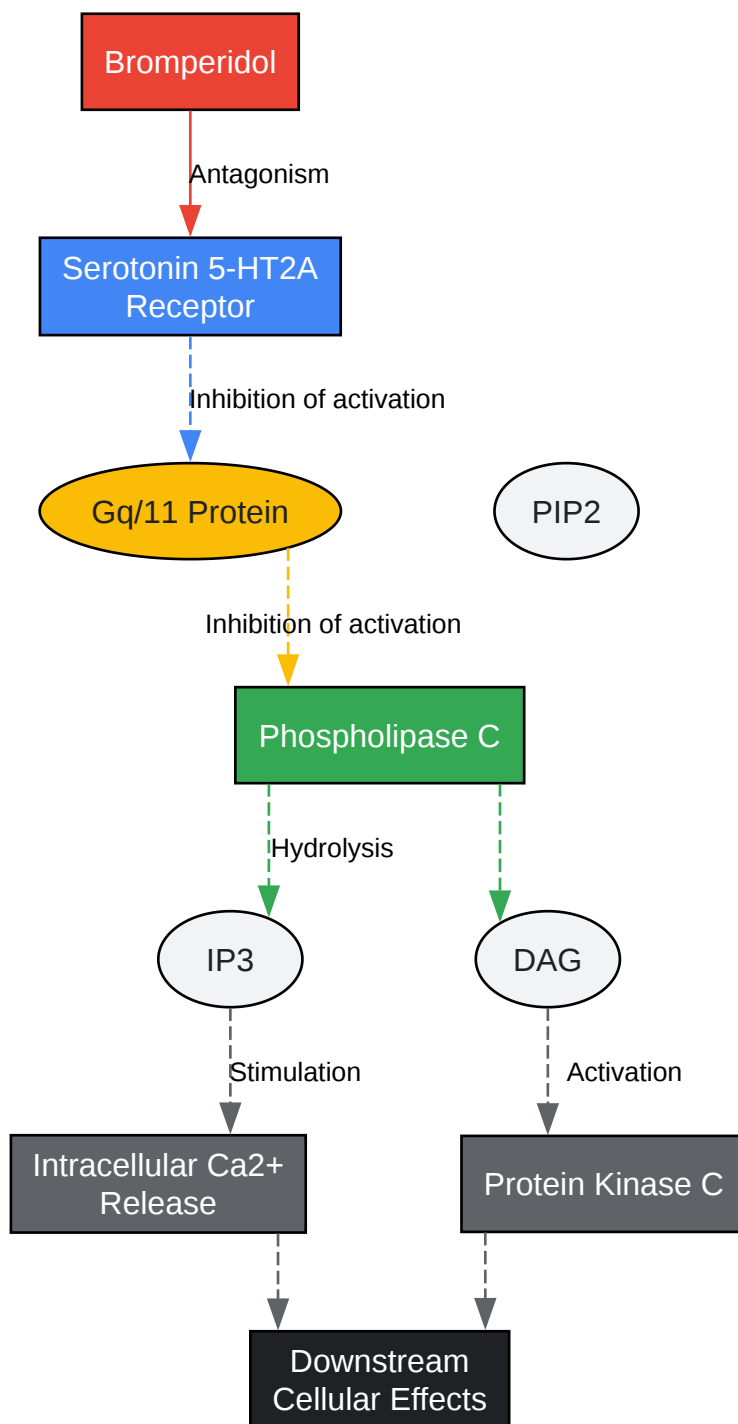 Bromperidol
Antagonism
Serotonin 5-HT2A
Receptor
Inhibition of activation
Gq/11 Protein
PIP2
Inhibition of activation
Phospholipase C
Hydrolysis
IP3
DAG
Stimulation
Activation
Intracellular Ca2+
Release
Protein Kinase C
Downstream
Cellular Effects